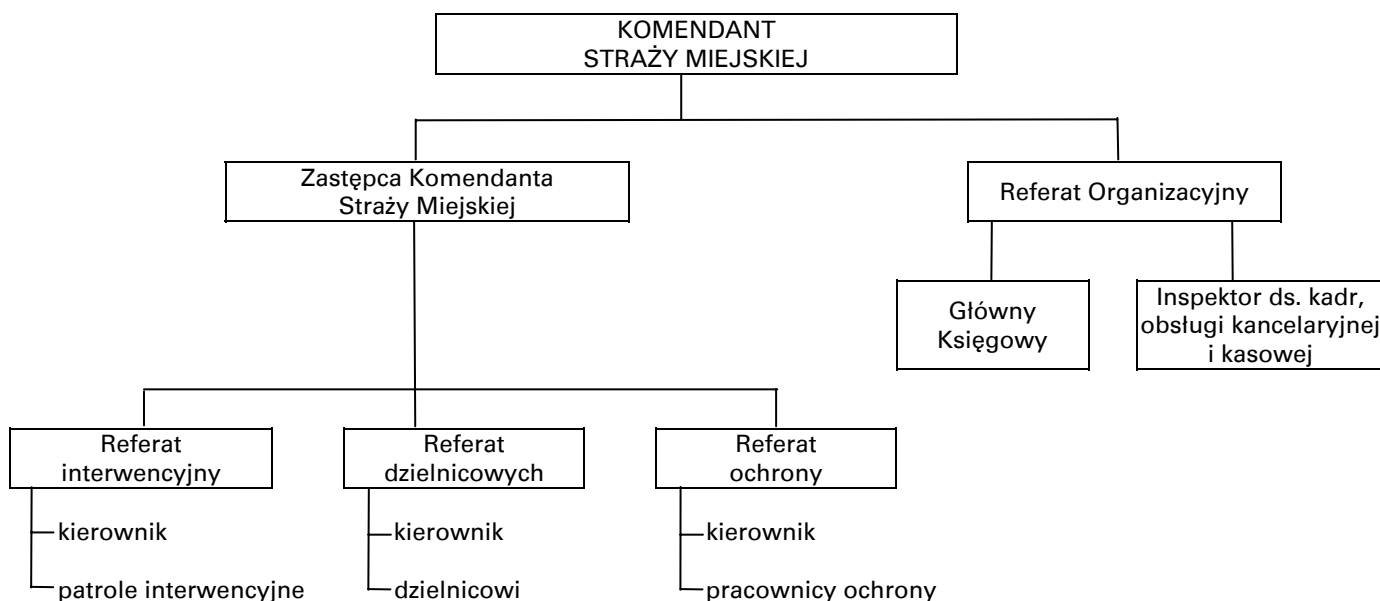 KOMENDANT
STRAŻY MIEJSKIEJ
Zastępca Komendanta
Straży Miejskiej
Referat Organizacyjny
Główny
Księgowy
Inspektor ds. kadr,
obsługi kancelaryjnej
i kasowej
Referat
interwencyjny
Referat
dzielnicowych
Referat
ochrony
kierownik
patrole interwencyjne
kierownik
dzielnicowi
kierownik
pracownicy ochrony